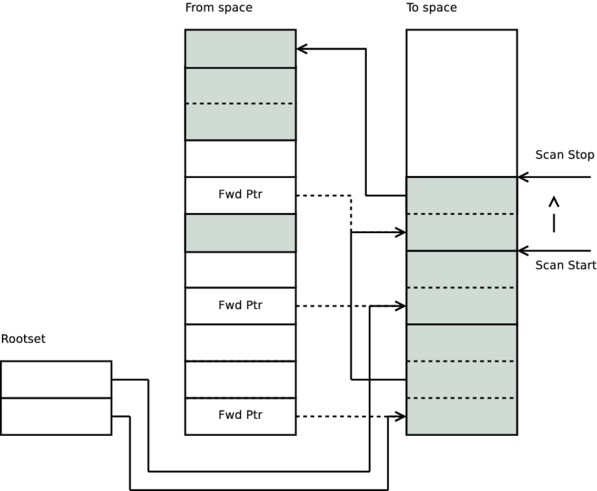 From space
To space
Scan Stop
Fwd Ptr
Scan Start
Fwd Ptr
Rootset
Fwd Ptr